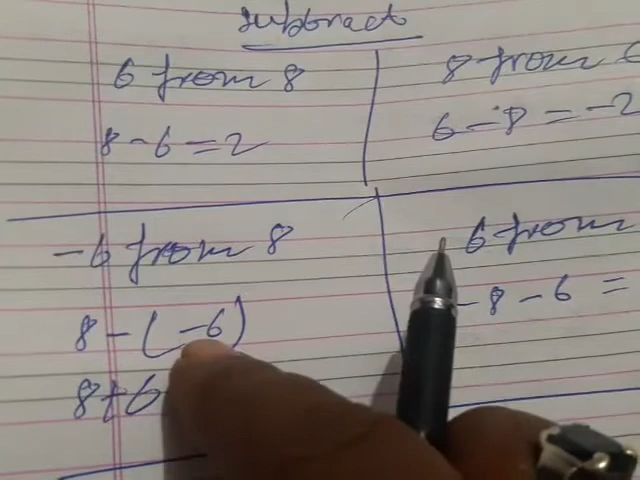 subtract
6 from 8
8 - 6 = 2
8 from 6
6 - 8 = -2
-6 from 8
8 - (-6)
8 + 6
6 from
-8 - 6 =